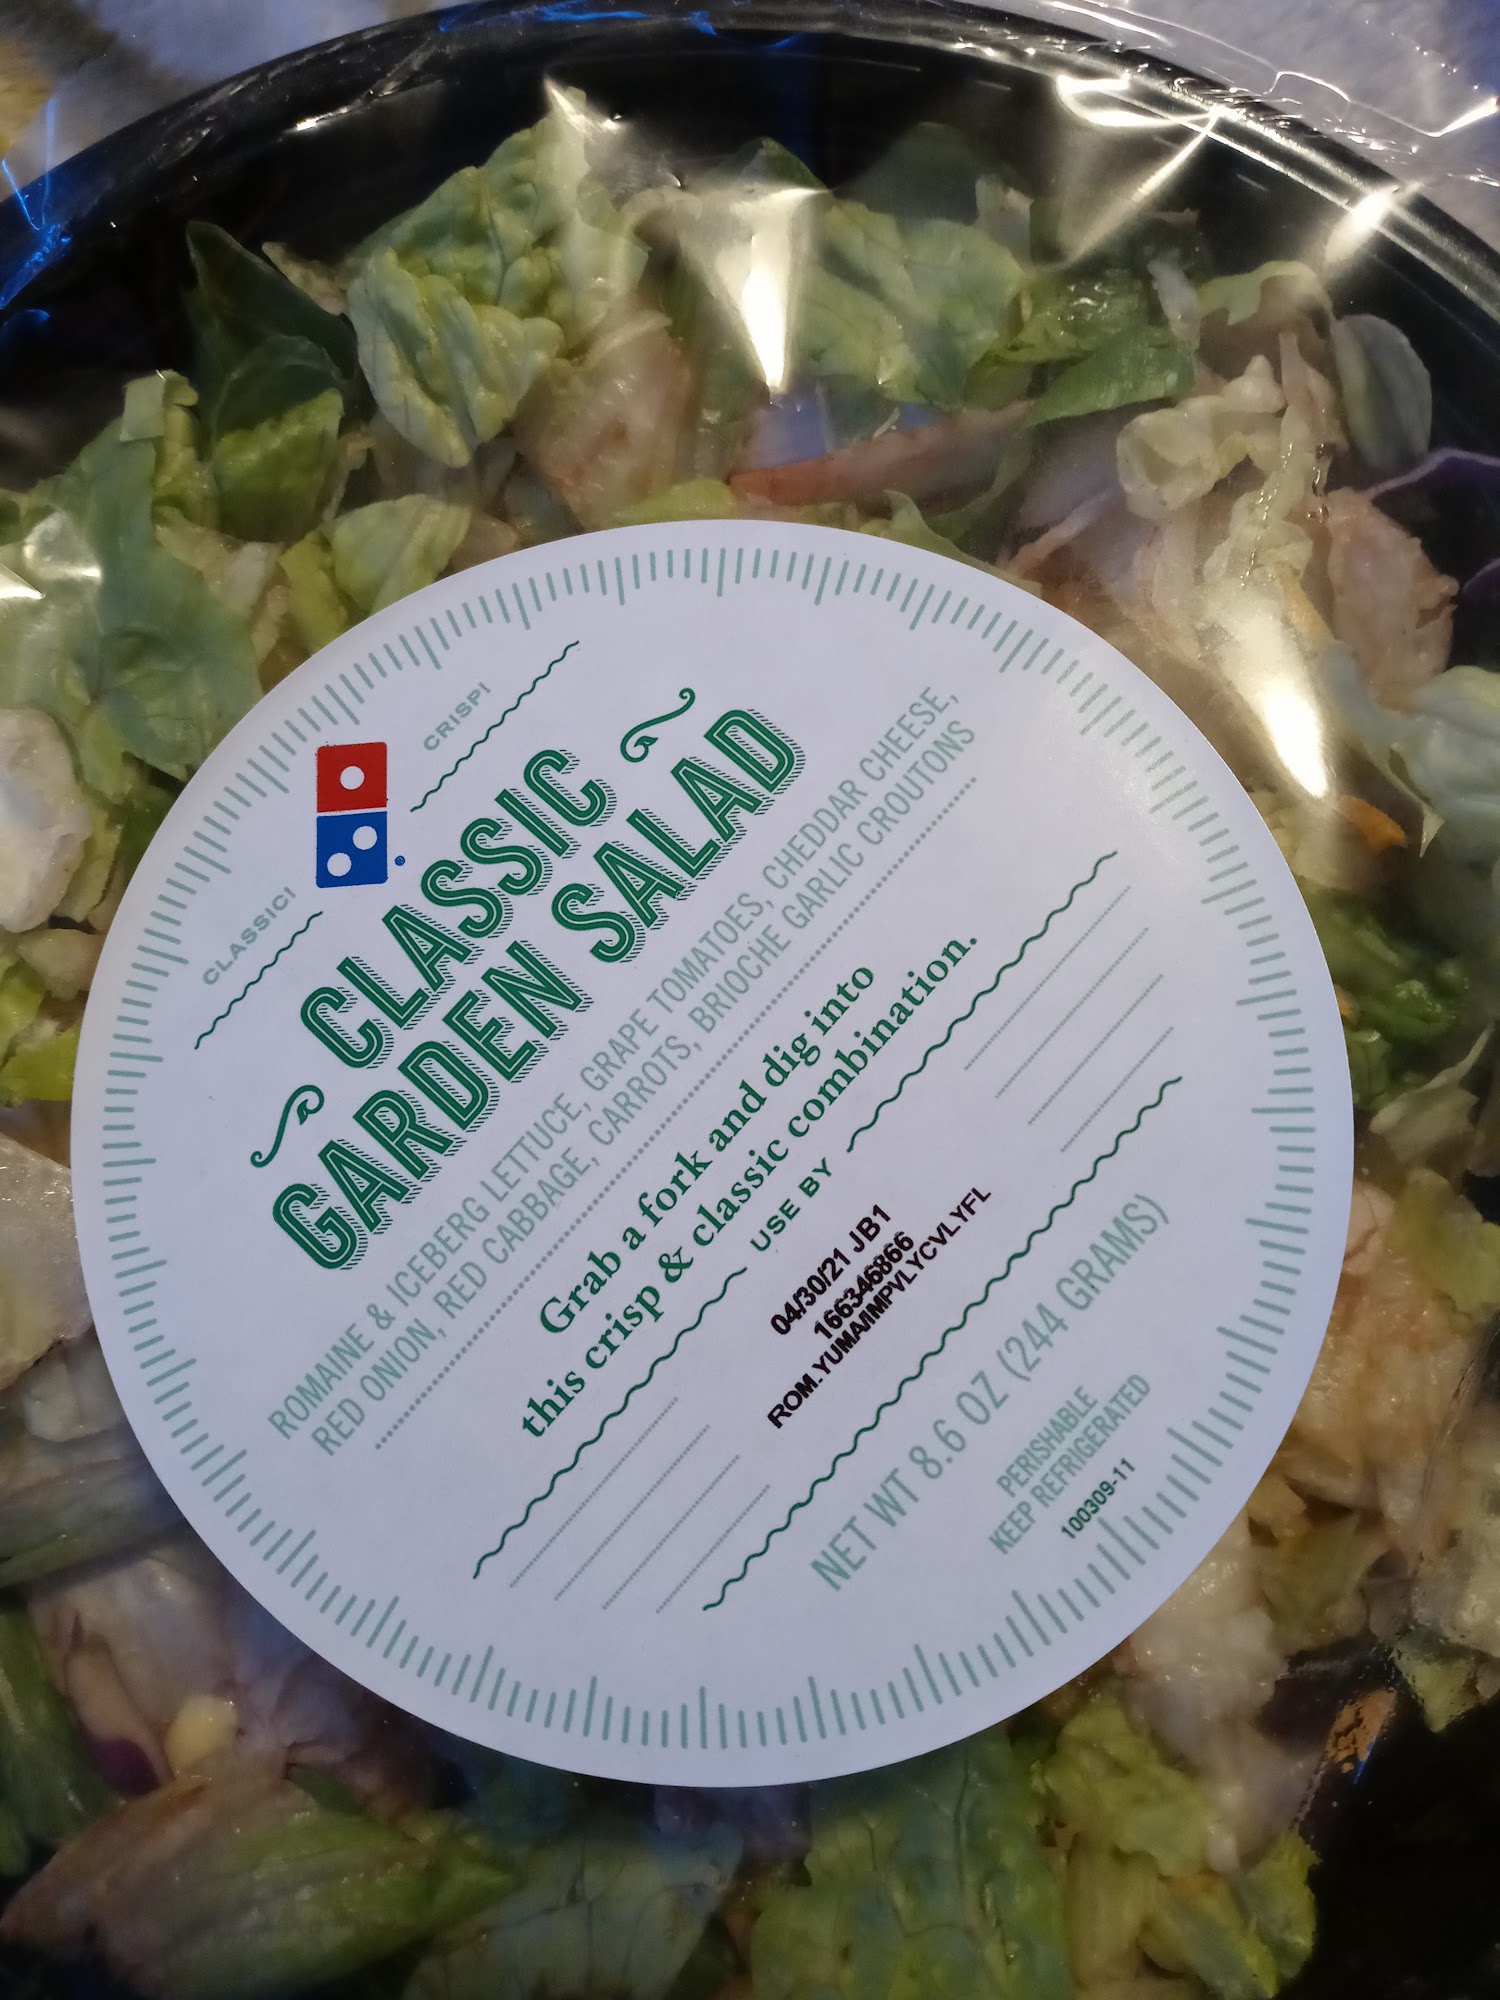 CLASSIC!
CRISP!
CLASSIC
GARDEN SALAD
ROMAINE & ICEBERG LETTUCE, GRAPE TOMATOES, CHEDDAR CHEESE,
RED ONION, RED CABBAGE, CARROTS, BRIOCHE GARLIC CROUTONS
Grab a fork and dig into
this crisp & classic combination.
USE BY
04/30/21 JB1
166346866
ROM.YUMA/IMPVLYCVLYFL
NET WT 8.6 OZ (244 GRAMS)
PERISHABLE
KEEP REFRIGERATED
100309-11